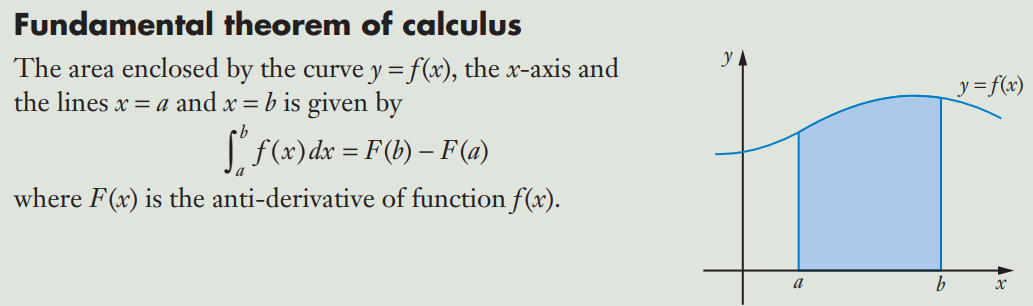 Fundamental theorem of calculus
The area enclosed by the curve y = f(x), the x-axis and
the lines x = a and x = b is given by
∫ₐᵇ f(x) dx = F(b) – F(a)
where F(x) is the anti-derivative of function f(x).
y
y = f(x)
a
b
x